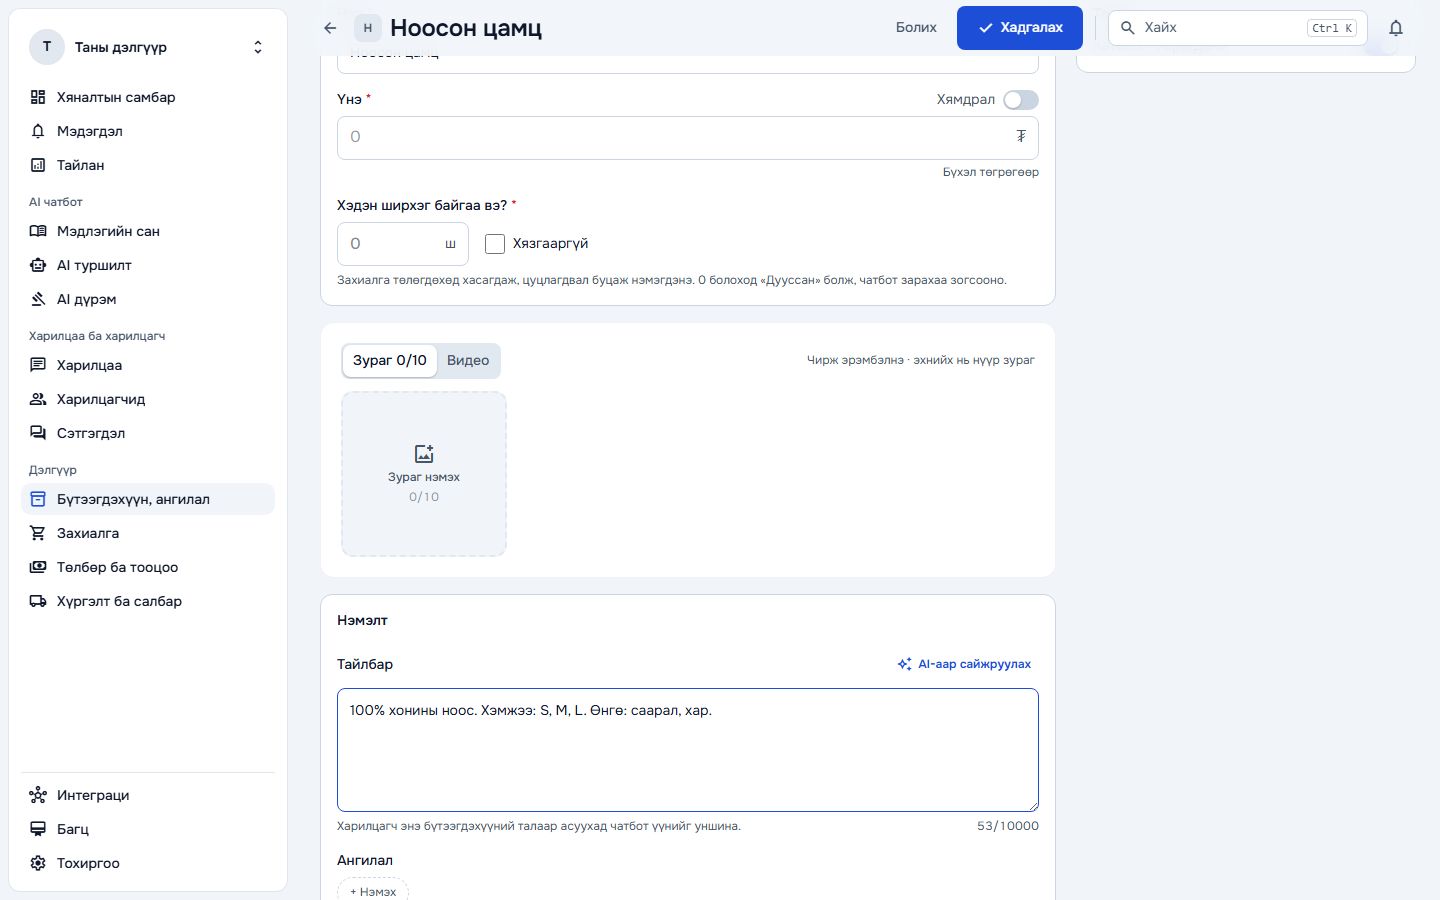 Т
Таны дэлгүүр
Хяналтын самбар
Мэдэгдэл
Тайлан
AI чатбот
Мэдлэгийн сан
AI туршилт
AI дүрэм
Харилцаа ба харилцагч
Харилцаа
Харилцагчид
Сэтгэгдэл
Дэлгүүр
Бүтээгдэхүүн, ангилал
Захиалга
Төлбөр ба тооцоо
Хүргэлт ба салбар
Интеграци
Багц
Тохиргоо
Н Ноосон цамц
Болих
Хадгалах
Хайх Ctrl K
Ноосон цамц
Үнэ *
Хямдрал
0 ₮
Бүхэл төгрөгөөр
Хэдэн ширхэг байгаа вэ? *
0 ш
Хязгааргүй
Захиалга төлөгдөхөд хасагдаж, цуцлагдвал буцаж нэмэгдэнэ. 0 болоход «Дууссан» болж, чатбот зарахаа зогсооно.
Зураг 0/10 Видео
Чирж эрэмбэлнэ · эхнийх нь нүүр зураг
Зураг нэмэх
0/10
Нэмэлт
Тайлбар
AI-аар сайжруулах
100% хонины ноос. Хэмжээ: S, M, L. Өнгө: саарал, хар.
Харилцагч энэ бүтээгдэхүүний талаар асуухад чатбот үүнийг уншина.
53/10000
Ангилал
+ Нэмэх